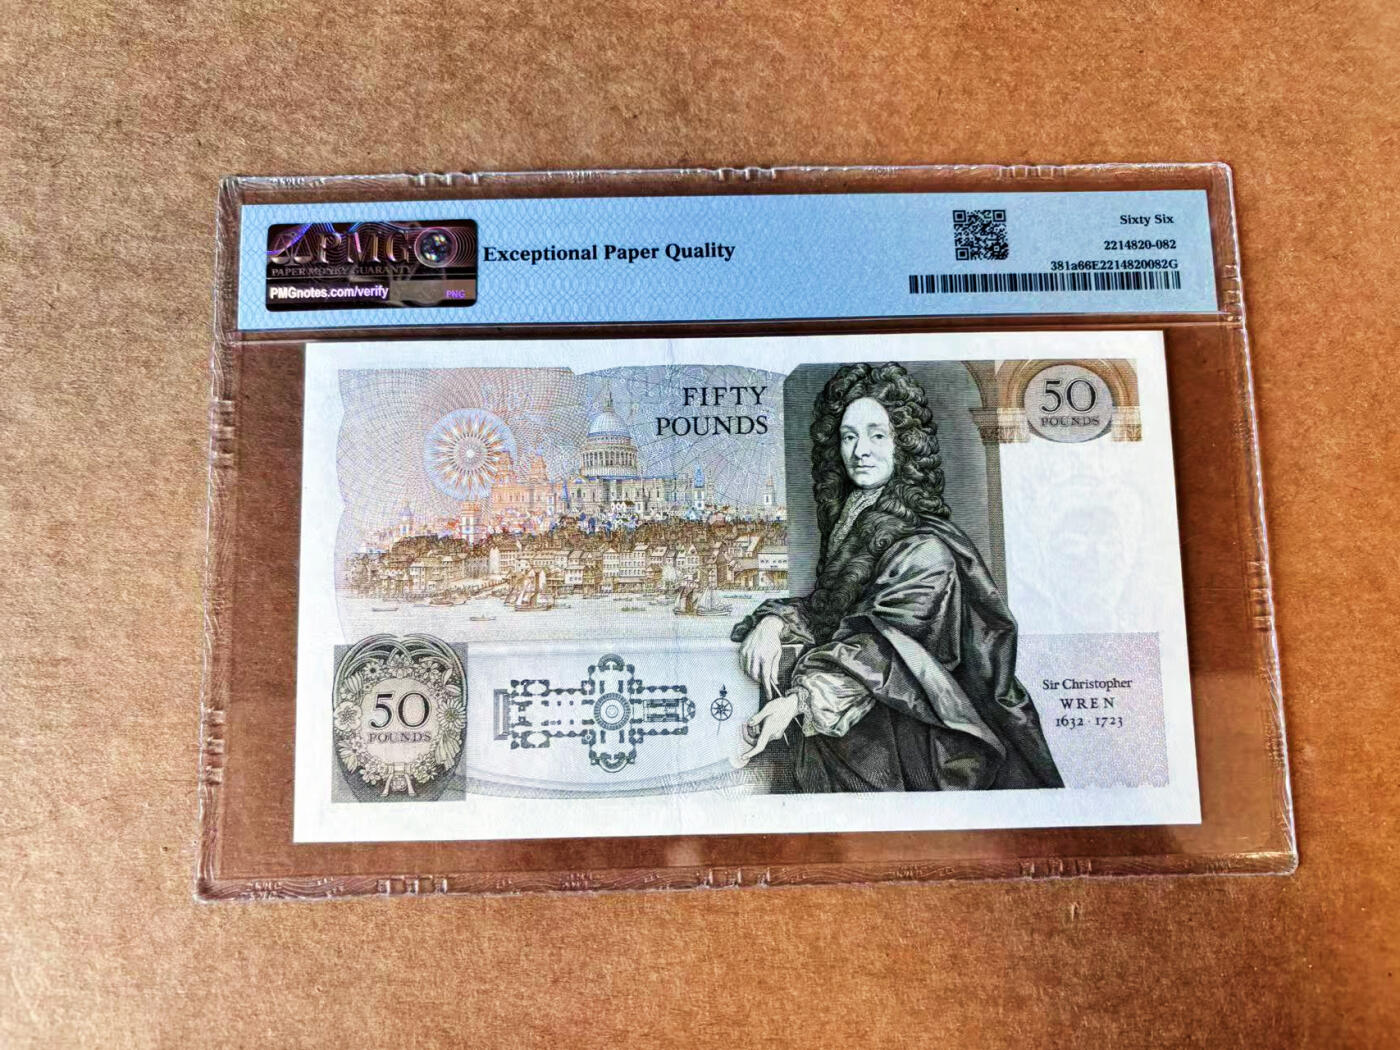 PMG
PAPER MONEY GUARANTY
PMGnotes.com/verify
PNG
Exceptional Paper Quality
Sixty Six
2214820-082
381a66E2214820082G
FIFTY
POUNDS
50
POUNDS
50
POUNDS
Sir Christopher
WREN
1632 · 1723